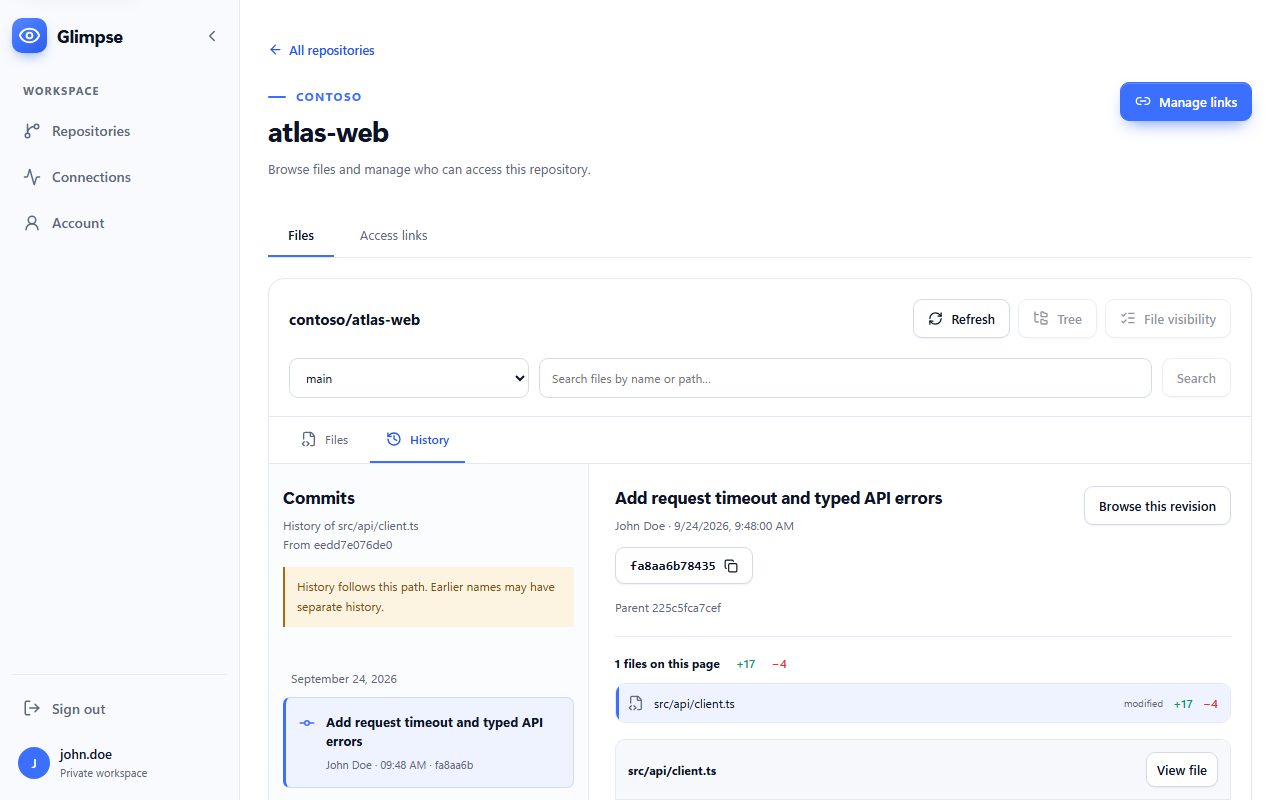 Glimpse
WORKSPACE
Repositories
Connections
Account
Sign out
J
john.doe
Private workspace
All repositories
CONTOSO
atlas-web
Browse files and manage who can access this repository.
Manage links
Files
Access links
contoso/atlas-web
Refresh
Tree
File visibility
main
Search files by name or path...
Search
Files
History
Commits
History of src/api/client.ts
From eedd7e076de0
History follows this path. Earlier names may have
separate history.
September 24, 2026
Add request timeout and typed API
errors
John Doe · 09:48 AM · fa8aa6b
Add request timeout and typed API errors
John Doe · 9/24/2026, 9:48:00 AM
Browse this revision
fa8aa6b78435
Parent 225c5fca7cef
1 files on this page +17 −4
src/api/client.ts modified +17 −4
src/api/client.ts
View file